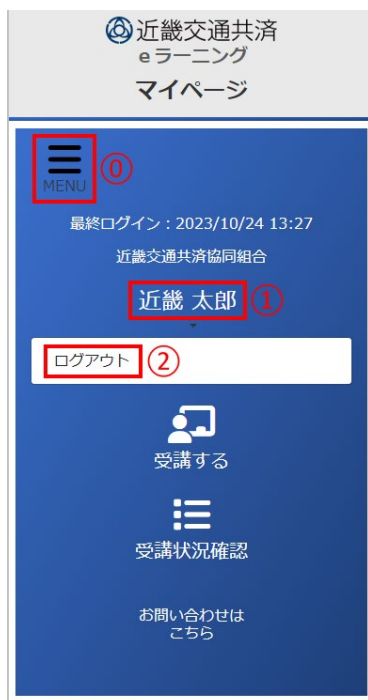 近畿交通共済
eラーニング
マイページ
MENU
⓪
最終ログイン：2023/10/24 13:27
近畿交通共済協同組合
近畿 太郎 ①
ログアウト ②
受講する
受講状況確認
お問い合わせは
こちら